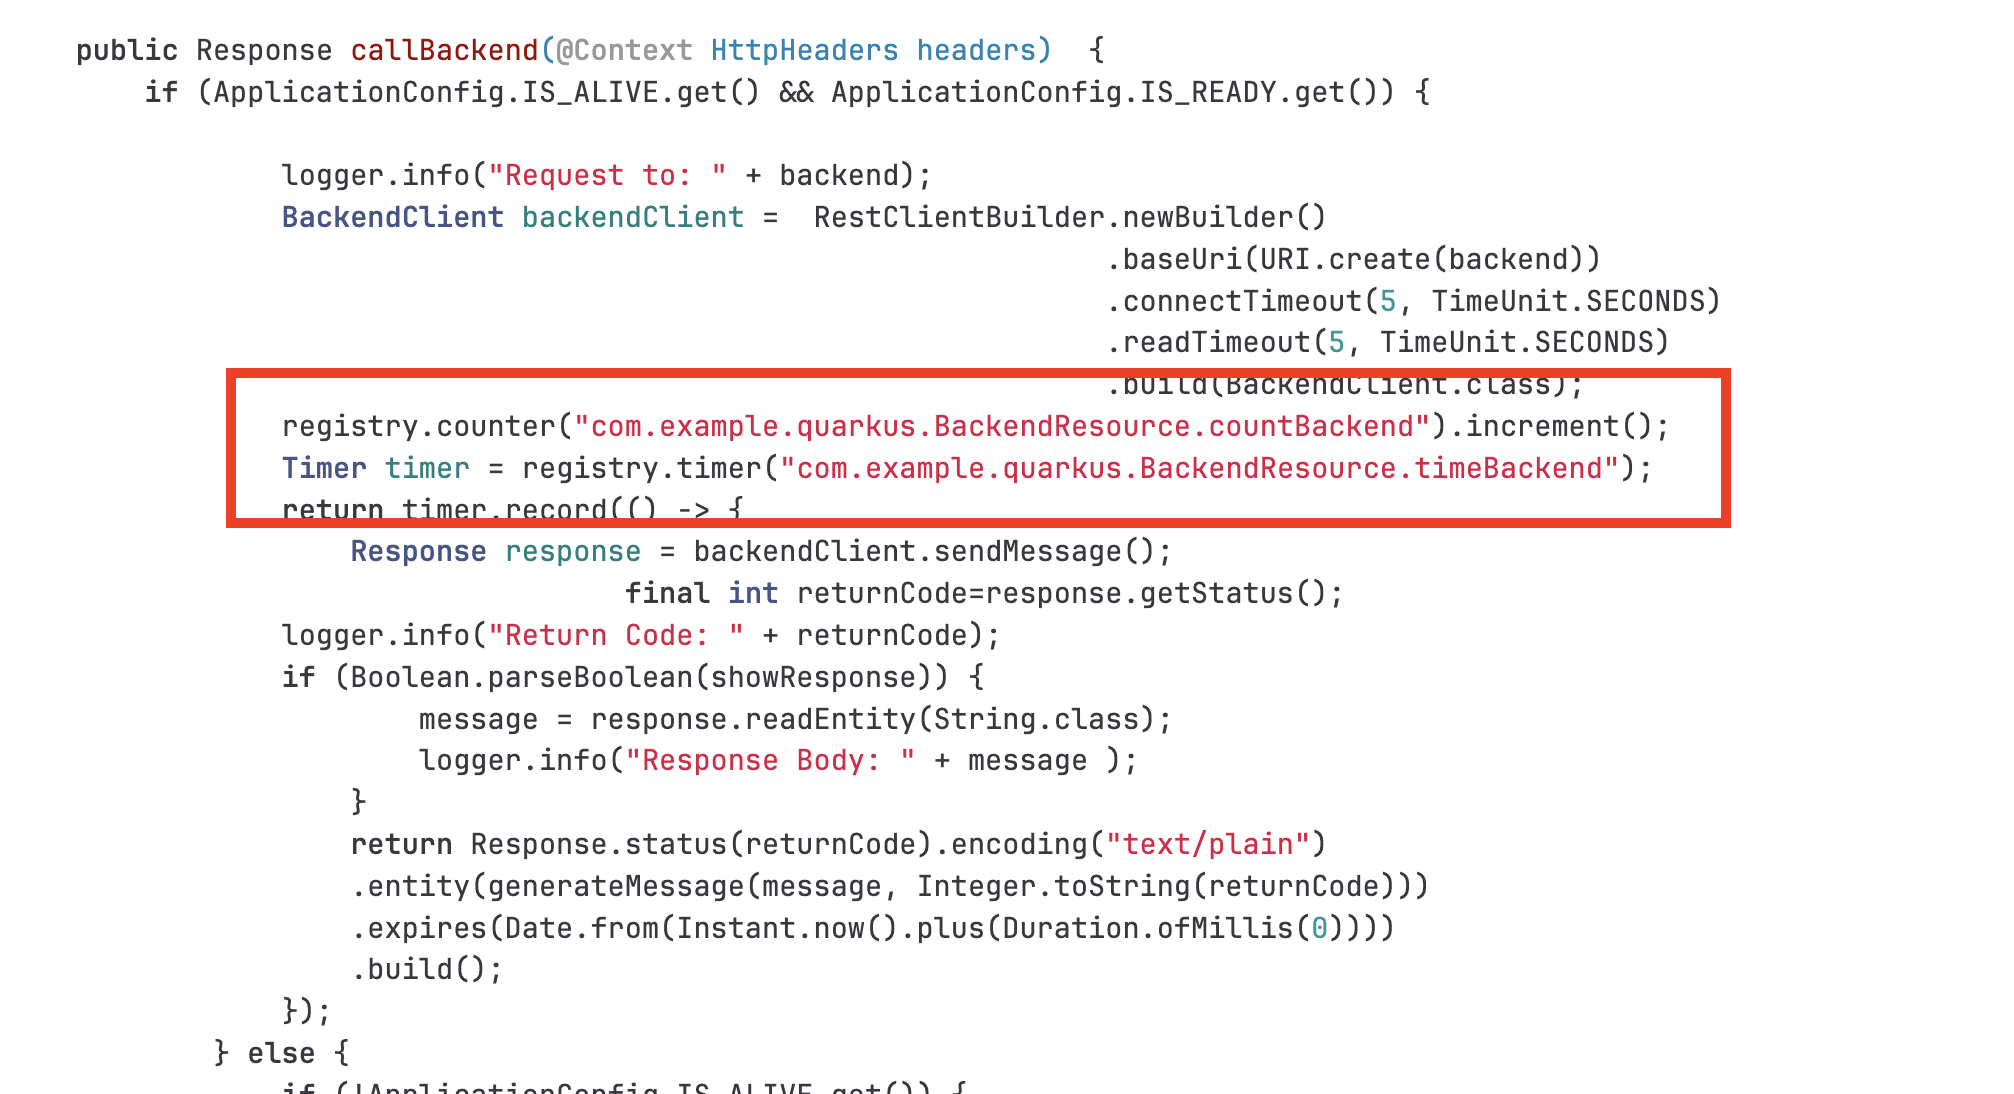 public Response callBackend(@Context HttpHeaders headers)  {
    if (ApplicationConfig.IS_ALIVE.get() && ApplicationConfig.IS_READY.get()) {

            logger.info("Request to: " + backend);
            BackendClient backendClient =  RestClientBuilder.newBuilder()
                                                            .baseUri(URI.create(backend))
                                                            .connectTimeout(5, TimeUnit.SECONDS)
                                                            .readTimeout(5, TimeUnit.SECONDS)
                                                            .build(BackendClient.class);
            registry.counter("com.example.quarkus.BackendResource.countBackend").increment();
            Timer timer = registry.timer("com.example.quarkus.BackendResource.timeBackend");
            return timer.record(() -> {
                Response response = backendClient.sendMessage();
                                final int returnCode=response.getStatus();
            logger.info("Return Code: " + returnCode);
            if (Boolean.parseBoolean(showResponse)) {
                    message = response.readEntity(String.class);
                    logger.info("Response Body: " + message );
                }
                return Response.status(returnCode).encoding("text/plain")
                .entity(generateMessage(message, Integer.toString(returnCode)))
                .expires(Date.from(Instant.now().plus(Duration.ofMillis(0))))
                .build();
            });
        } else {
            if (!ApplicationConfig.IS_ALIVE.get()) {